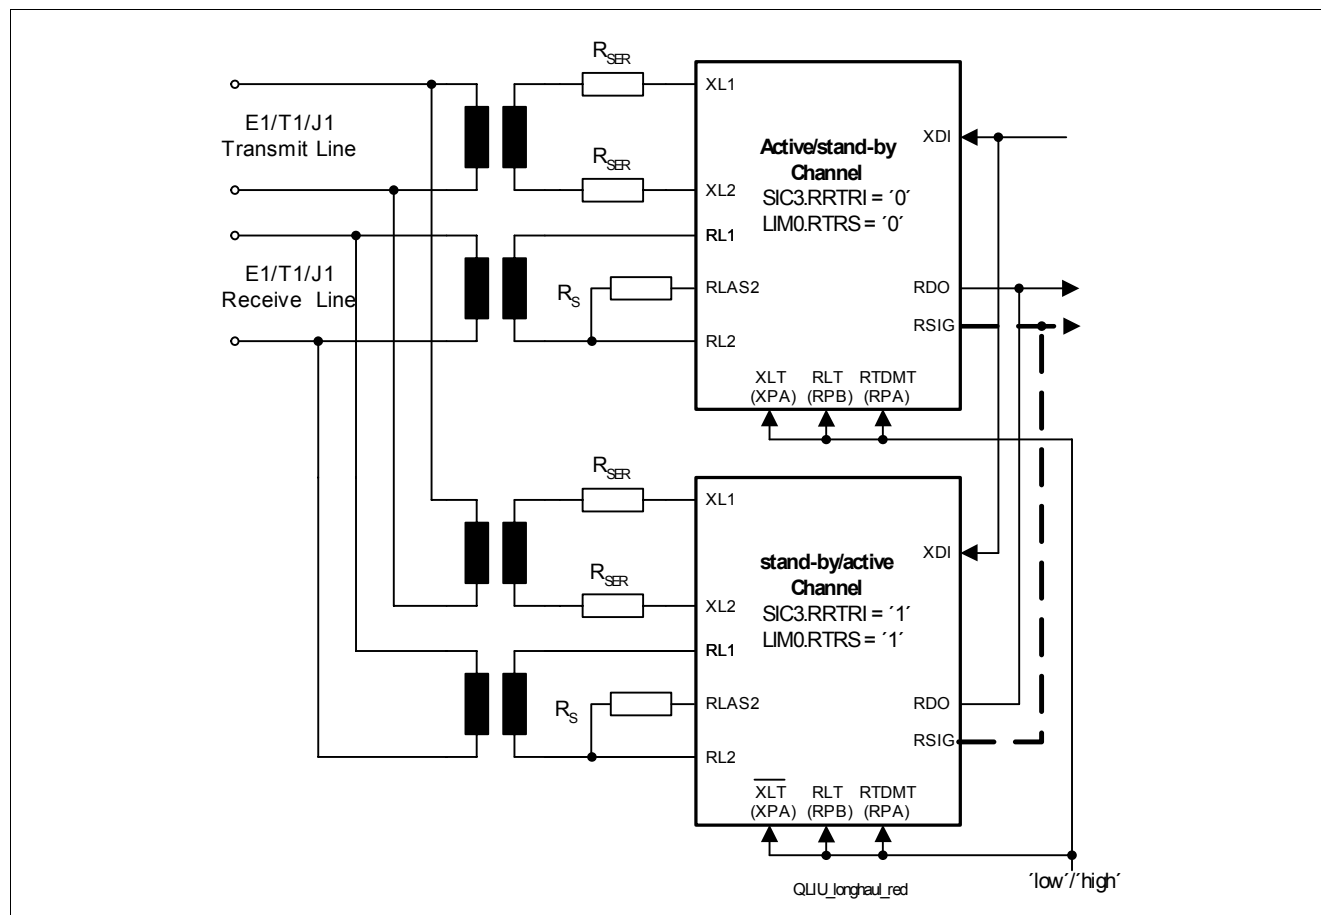 R_SER
XL1
E1/T1/J1
Transmit Line
XDI
Active/stand-by
Channel
R_SER
XL2
SIC3.RRTRI = ´0´
LIM0.RTRS = ´0´
RL1
E1/T1/J1
Receive Line
R_S
RLAS2
RDO
RSIG
RL2
XLT RLT RTDMT
(XPA) (RPB) (RPA)
R_SER
XL1
XDI
stand-by/active
Channel
R_SER
XL2
SIC3.RRTRI = ´1´
LIM0.RTRS = ´1´
RL1
R_S
RLAS2
RDO
RSIG
RL2
X̅L̅T̅ RLT RTDMT
(XPA) (RPB) (RPA)
´low´/´high´
QLIU_longhaul_red